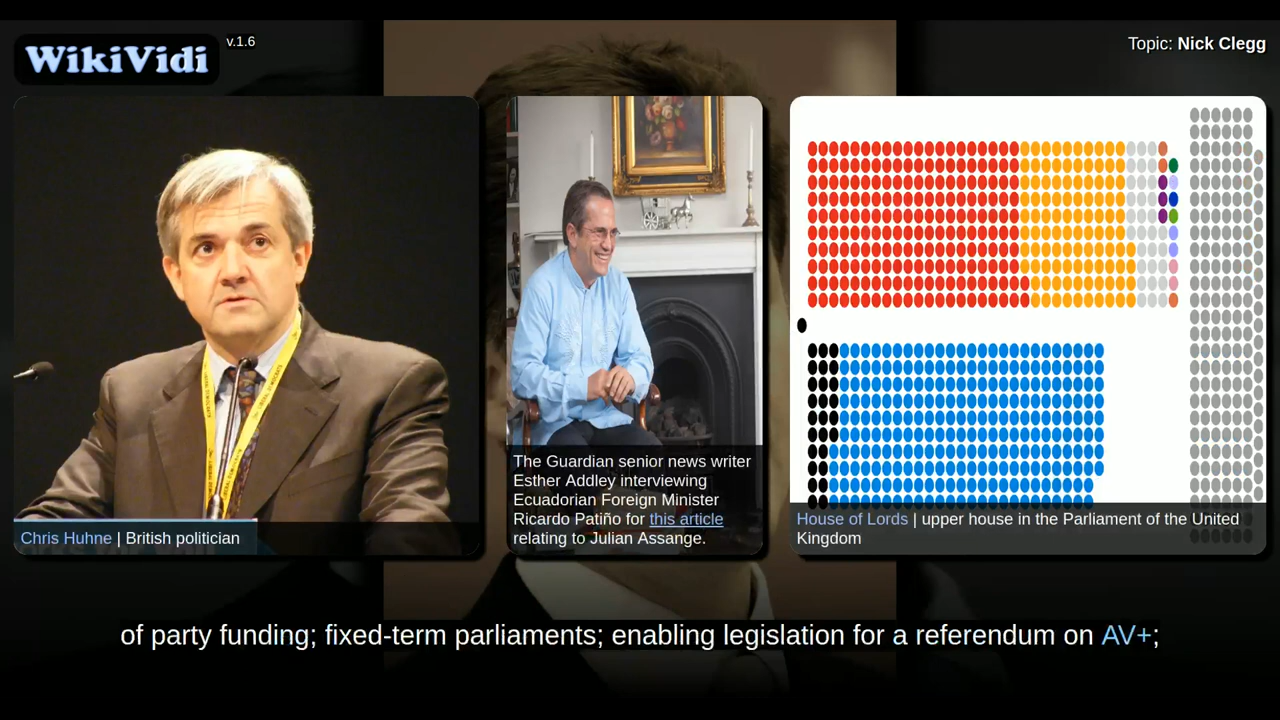 WikiVidi
v.1.6
Topic: Nick Clegg
Chris Huhne | British politician
The Guardian senior news writer
Esther Addley interviewing
Ecuadorian Foreign Minister
Ricardo Patiño for this article
relating to Julian Assange.
House of Lords | upper house in the Parliament of the United
Kingdom
of party funding; fixed-term parliaments; enabling legislation for a referendum on AV+;